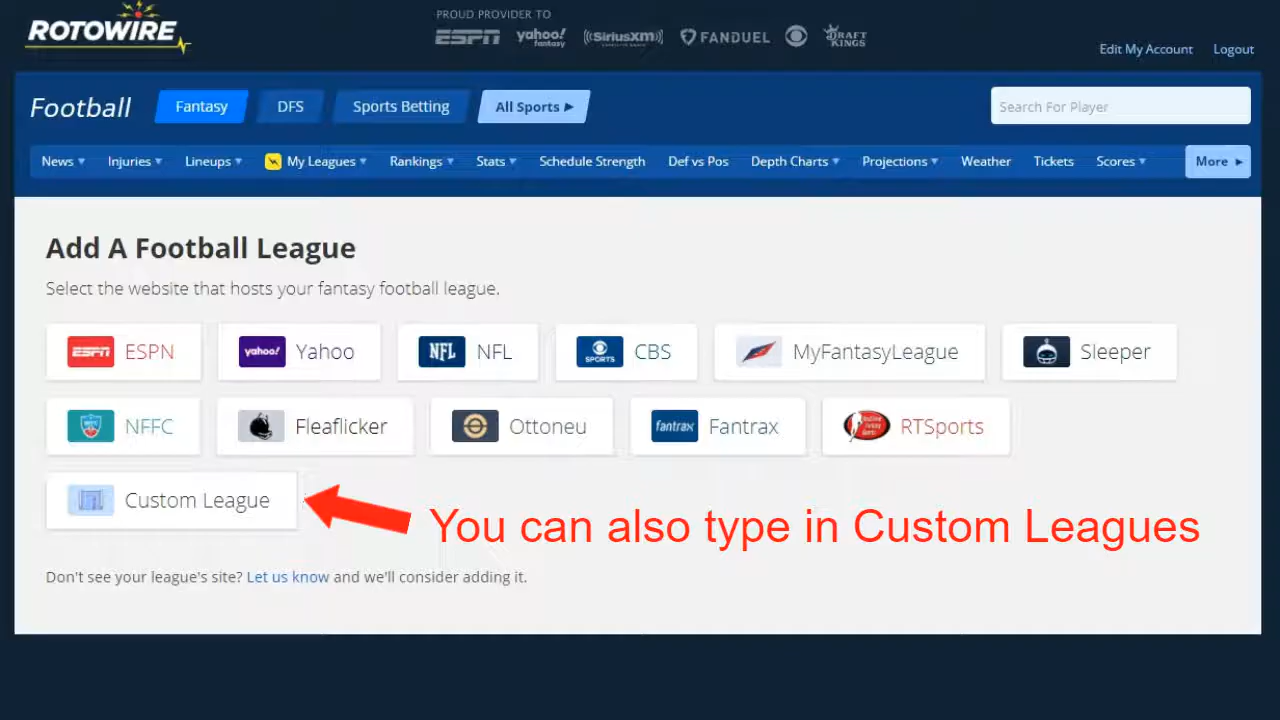 ROTOWIRE
PROUD PROVIDER TO
ESPN yahoo! fantasy ((SiriusXM)) FANDUEL DRAFT KINGS
Edit My Account Logout
Football Fantasy DFS Sports Betting All Sports ▶ Search For Player
News ▼ Injuries ▼ Lineups ▼ My Leagues ▼ Rankings ▼ Stats ▼ Schedule Strength Def vs Pos Depth Charts ▼ Projections ▼ Weather Tickets Scores ▼ More ▶
Add A Football League
Select the website that hosts your fantasy football league.
ESPN ESPN yahoo! Yahoo NFL NFL SPORTS CBS MyFantasyLeague Sleeper
NFFC Fleaflicker Ottoneu fantrax Fantrax RTSports
Custom League
You can also type in Custom Leagues
Don't see your league's site? Let us know and we'll consider adding it.